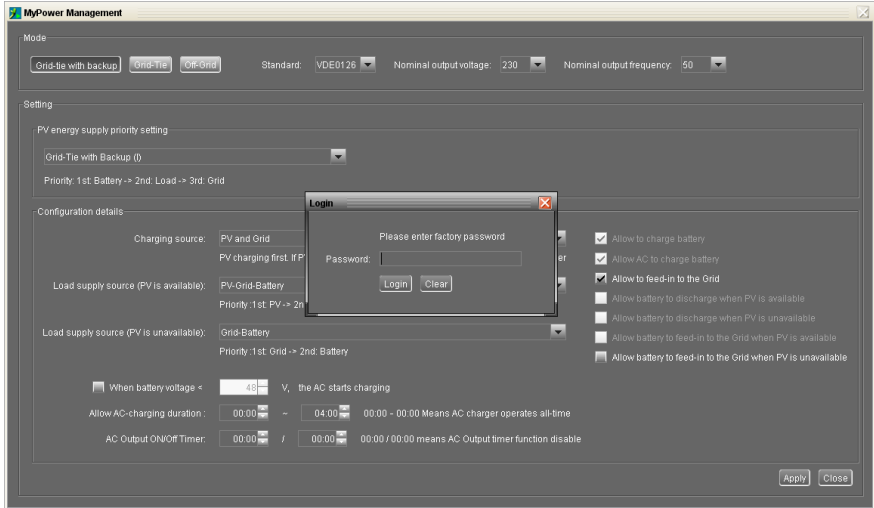 MyPower Management
Mode
Grid-tie with backup Grid-Tie Off-Grid Standard: VDE0126 Nominal output voltage: 230 Nominal output frequency: 50
Setting
PV energy supply priority setting
Grid-Tie with Backup (I)
Priority: 1st: Battery -> 2nd: Load -> 3rd: Grid
Configuration details
Charging source: PV and Grid
PV charging first. If P
er
Load supply source (PV is available): PV-Grid-Battery
Priority :1st: PV-> 2n
Load supply source (PV is unavailable): Grid-Battery
Priority :1st: Grid -> 2nd: Battery
When battery voltage < 48 V, the AC starts charging
Allow AC-charging duration : 00:00 ~ 04:00 00:00 - 00:00 Means AC charger operates all-time
AC Output ON/Off Timer: 00:00 / 00:00 00:00 / 00:00 means AC Output timer function disable
Allow to charge battery
Allow AC to charge battery
Allow to feed-in to the Grid
Allow battery to discharge when PV is available
Allow battery to discharge when PV is unavailable
Allow battery to feed-in to the Grid when PV is available
Allow battery to feed-in to the Grid when PV is unavailable
Login
Please enter factory password
Password:
Login Clear
Apply Close